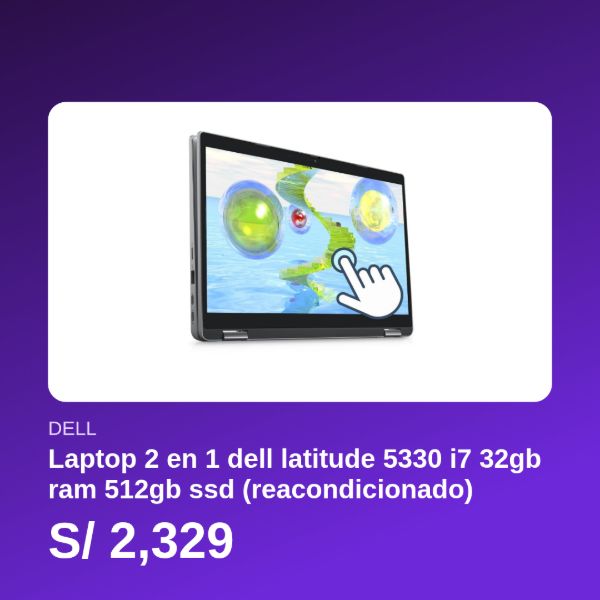 DELL
Laptop 2 en 1 dell latitude 5330 i7 32gb
ram 512gb ssd (reacondicionado)
S/ 2,329